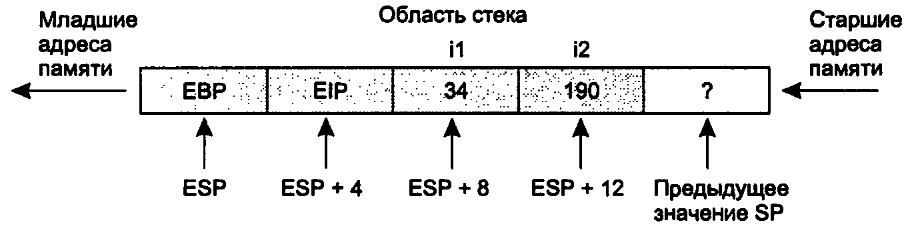 Область стека
Младшие
адреса
памяти
Старшие
адреса
памяти
i1
i2
EBP
EIP
34
190
?
ESP
ESP + 4
ESP + 8
ESP + 12
Предыдущее
значение SP